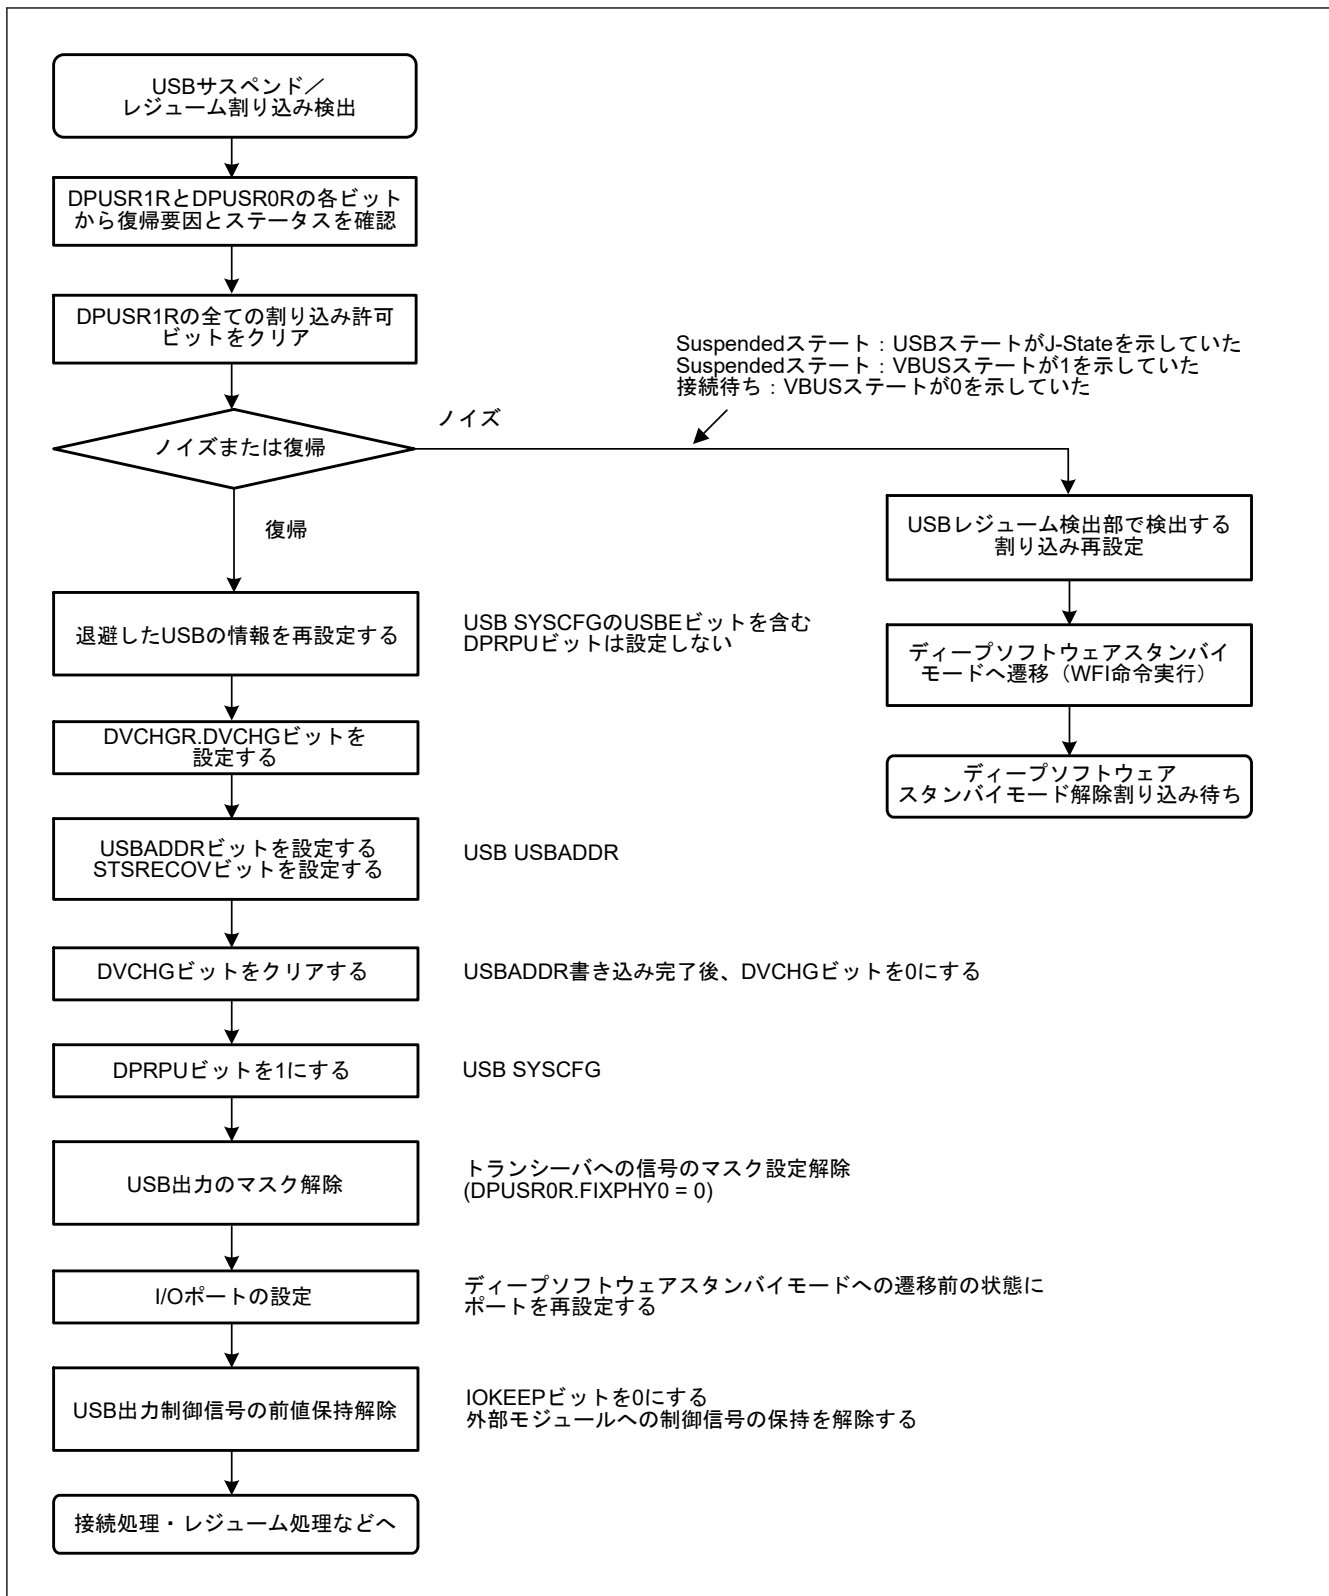 USBサスペンド／
レジューム割り込み検出
DPUSR1RとDPUSR0Rの各ビット
から復帰要因とステータスを確認
DPUSR1Rの全ての割り込み許可
ビットをクリア
Suspendedステート：USBステートがJ-Stateを示していた
Suspendedステート：VBUSステートが1を示していた
接続待ち：VBUSステートが0を示していた
ノイズ
ノイズまたは復帰
復帰
USBレジューム検出部で検出する
割り込み再設定
ディープソフトウェアスタンバイ
モードへ遷移（WFI命令実行）
ディープソフトウェア
スタンバイモード解除割り込み待ち
退避したUSBの情報を再設定する
USB SYSCFGのUSBEビットを含む
DPRPUビットは設定しない
DVCHGR.DVCHGビットを
設定する
USBADDRビットを設定する
STSRECOVビットを設定する
USB USBADDR
DVCHGビットをクリアする
USBADDR書き込み完了後、DVCHGビットを0にする
DPRPUビットを1にする
USB SYSCFG
USB出力のマスク解除
トランシーバへの信号のマスク設定解除
(DPUSR0R.FIXPHY0 = 0)
I/Oポートの設定
ディープソフトウェアスタンバイモードへの遷移前の状態に
ポートを再設定する
USB出力制御信号の前値保持解除
IOKEEPビットを0にする
外部モジュールへの制御信号の保持を解除する
接続処理・レジューム処理などへ